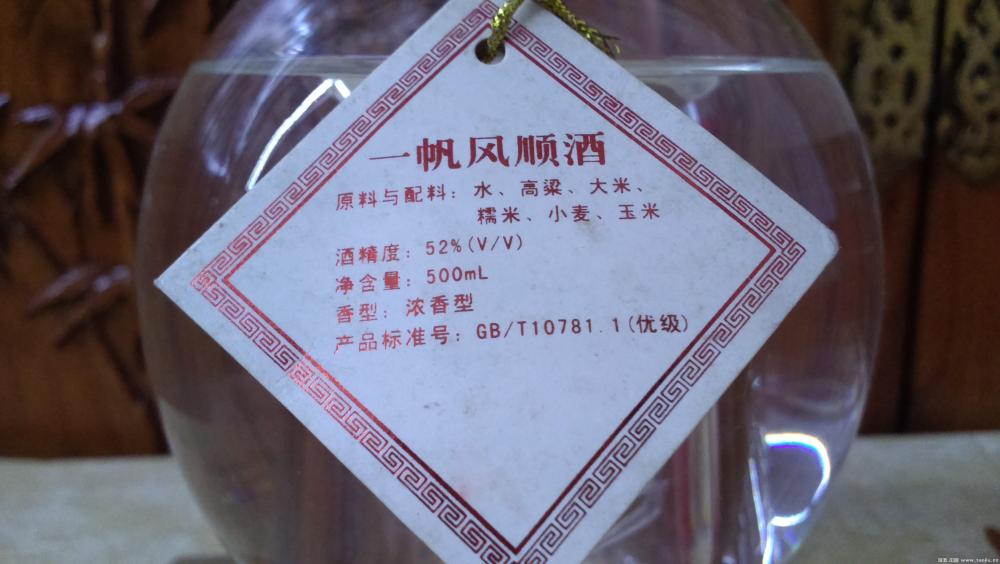 一帆风顺酒
原料与配料：水、高粱、大米、
糯米、小麦、玉米
酒精度：52%(V/V)
净含量：500mL
香型：浓香型
产品标准号：GB/T10781.1(优级)